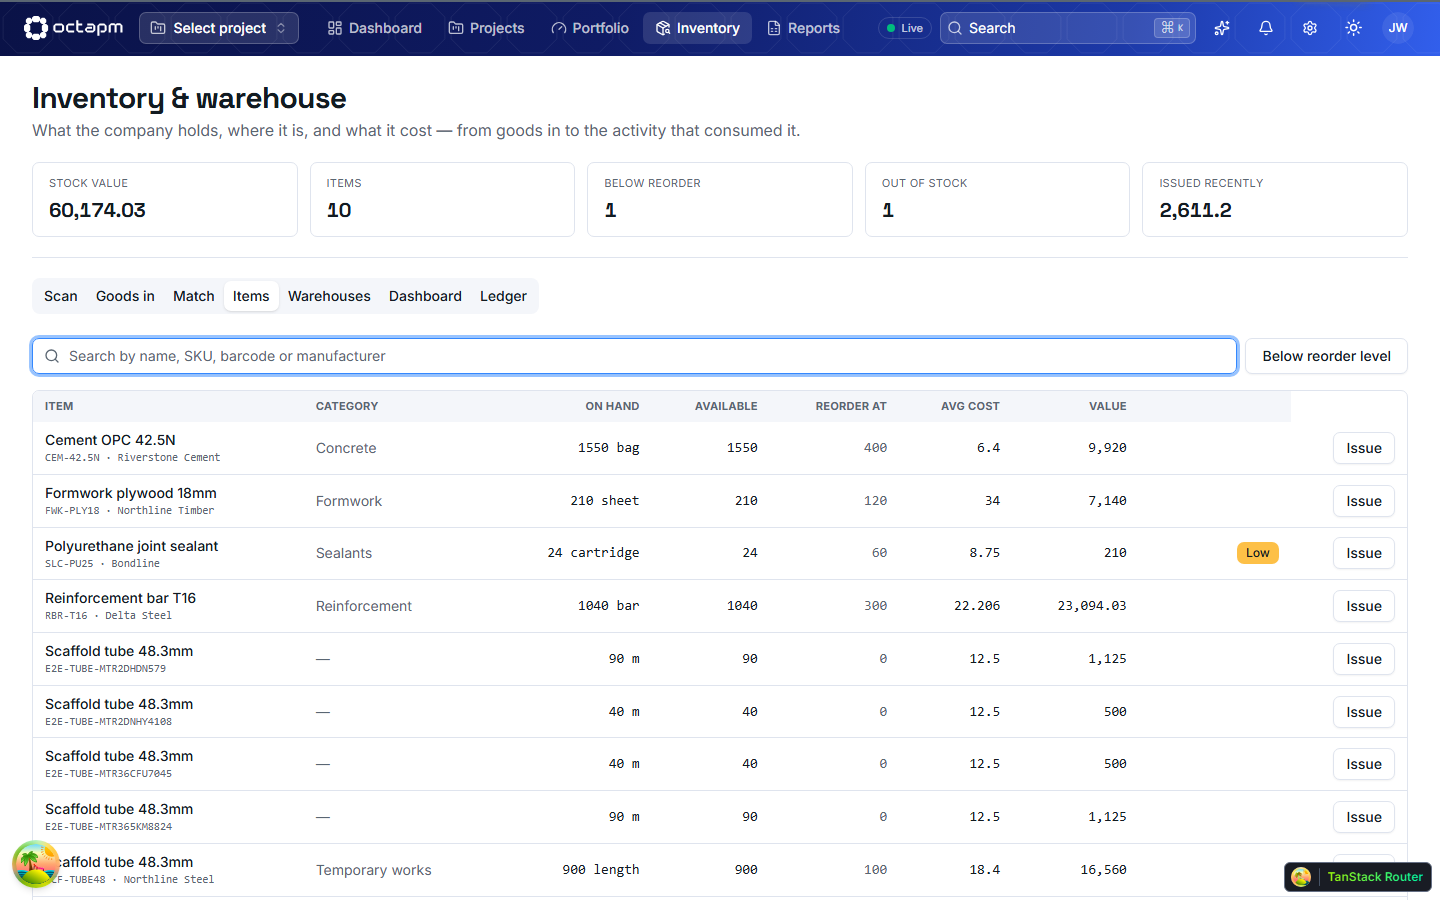 octapm
Select project
Dashboard
Projects
Portfolio
Inventory
Reports
Live
Search
⌘ K
JW
Inventory & warehouse
What the company holds, where it is, and what it cost — from goods in to the activity that consumed it.
STOCK VALUE
60,174.03
ITEMS
10
BELOW REORDER
1
OUT OF STOCK
1
ISSUED RECENTLY
2,611.2
Scan Goods in Match Items Warehouses Dashboard Ledger
Search by name, SKU, barcode or manufacturer
Below reorder level
ITEM CATEGORY ON HAND AVAILABLE REORDER AT AVG COST VALUE
Cement OPC 42.5N
CEM-42.5N · Riverstone Cement
Concrete 1550 bag 1550 400 6.4 9,920 Issue
Formwork plywood 18mm
FWK-PLY18 · Northline Timber
Formwork 210 sheet 210 120 34 7,140 Issue
Polyurethane joint sealant
SLC-PU25 · Bondline
Sealants 24 cartridge 24 60 8.75 210 Low Issue
Reinforcement bar T16
RBR-T16 · Delta Steel
Reinforcement 1040 bar 1040 300 22.206 23,094.03 Issue
Scaffold tube 48.3mm
E2E-TUBE-MTR2DHDN579
— 90 m 90 0 12.5 1,125 Issue
Scaffold tube 48.3mm
E2E-TUBE-MTR2DNHY4108
— 40 m 40 0 12.5 500 Issue
Scaffold tube 48.3mm
E2E-TUBE-MTR36CFU7045
— 40 m 40 0 12.5 500 Issue
Scaffold tube 48.3mm
E2E-TUBE-MTR365KM8824
— 90 m 90 0 12.5 1,125 Issue
affold tube 48.3mm
F-TUBE48 · Northline Steel
Temporary works 900 length 900 100 18.4 16,560
TanStack Router